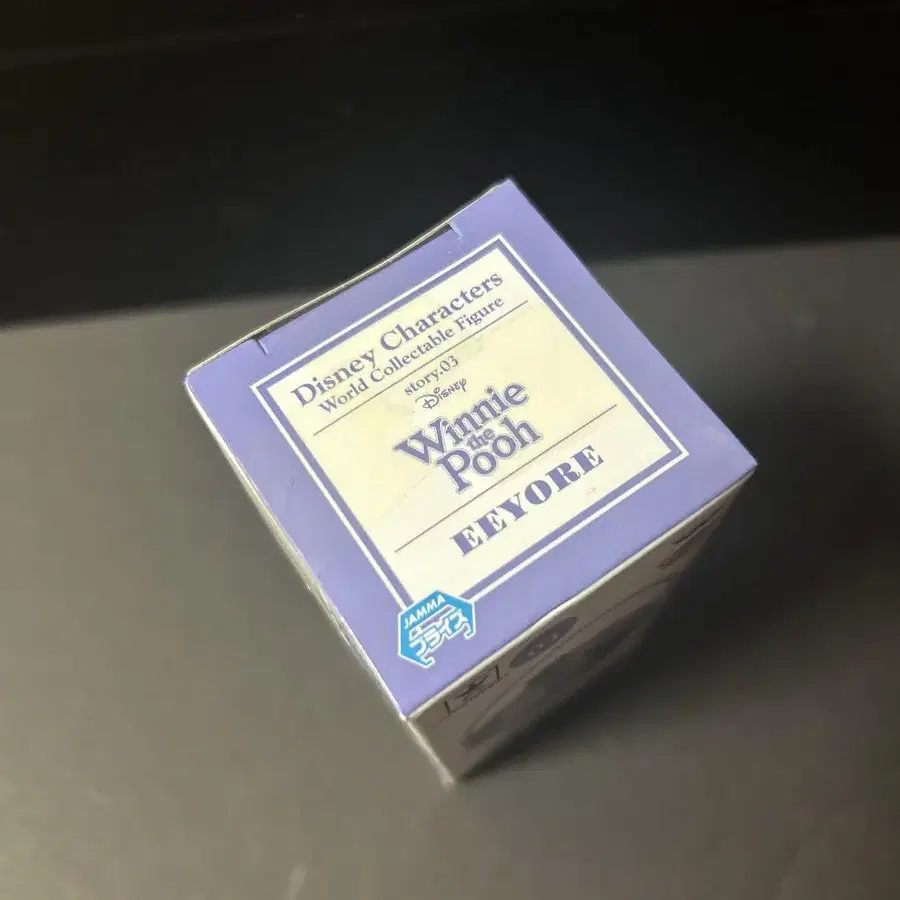 Disney Characters
World Collectable Figure
story.03
Disney
Winnie
the
Pooh
EEYORE
JAMMA
プライズ